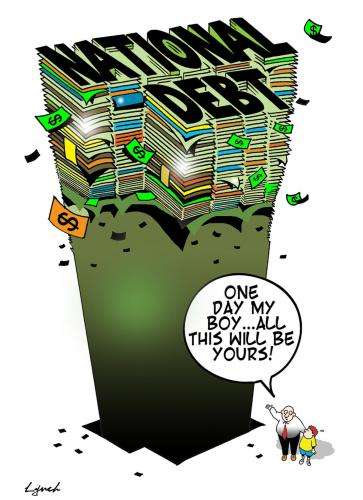 NATIONAL
DEBT
$
$
$
$
$
$
ONE
DAY MY
BOY...ALL
THIS WILL BE
YOURS!
Lynch